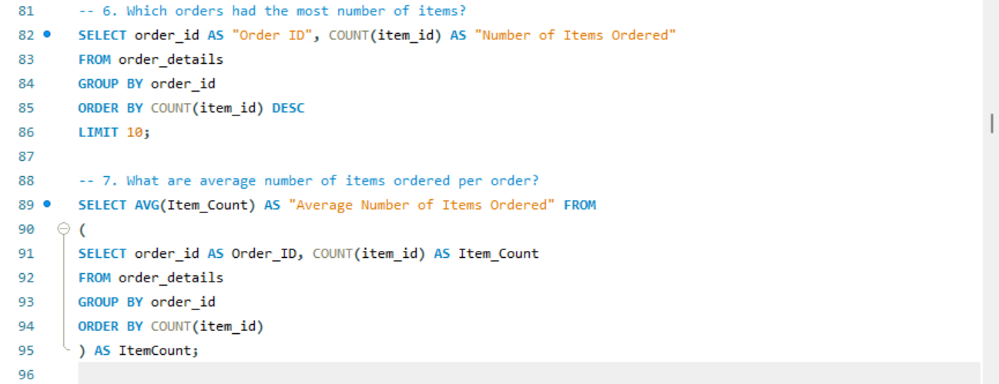 81 -- 6. Which orders had the most number of items?
82 SELECT order_id AS "Order ID", COUNT(item_id) AS "Number of Items Ordered"
83 FROM order_details
84 GROUP BY order_id
85 ORDER BY COUNT(item_id) DESC
86 LIMIT 10;
87
88 -- 7. What are average number of items ordered per order?
89 SELECT AVG(Item_Count) AS "Average Number of Items Ordered" FROM
90 (
91 SELECT order_id AS Order_ID, COUNT(item_id) AS Item_Count
92 FROM order_details
93 GROUP BY order_id
94 ORDER BY COUNT(item_id)
95 ) AS ItemCount;
96